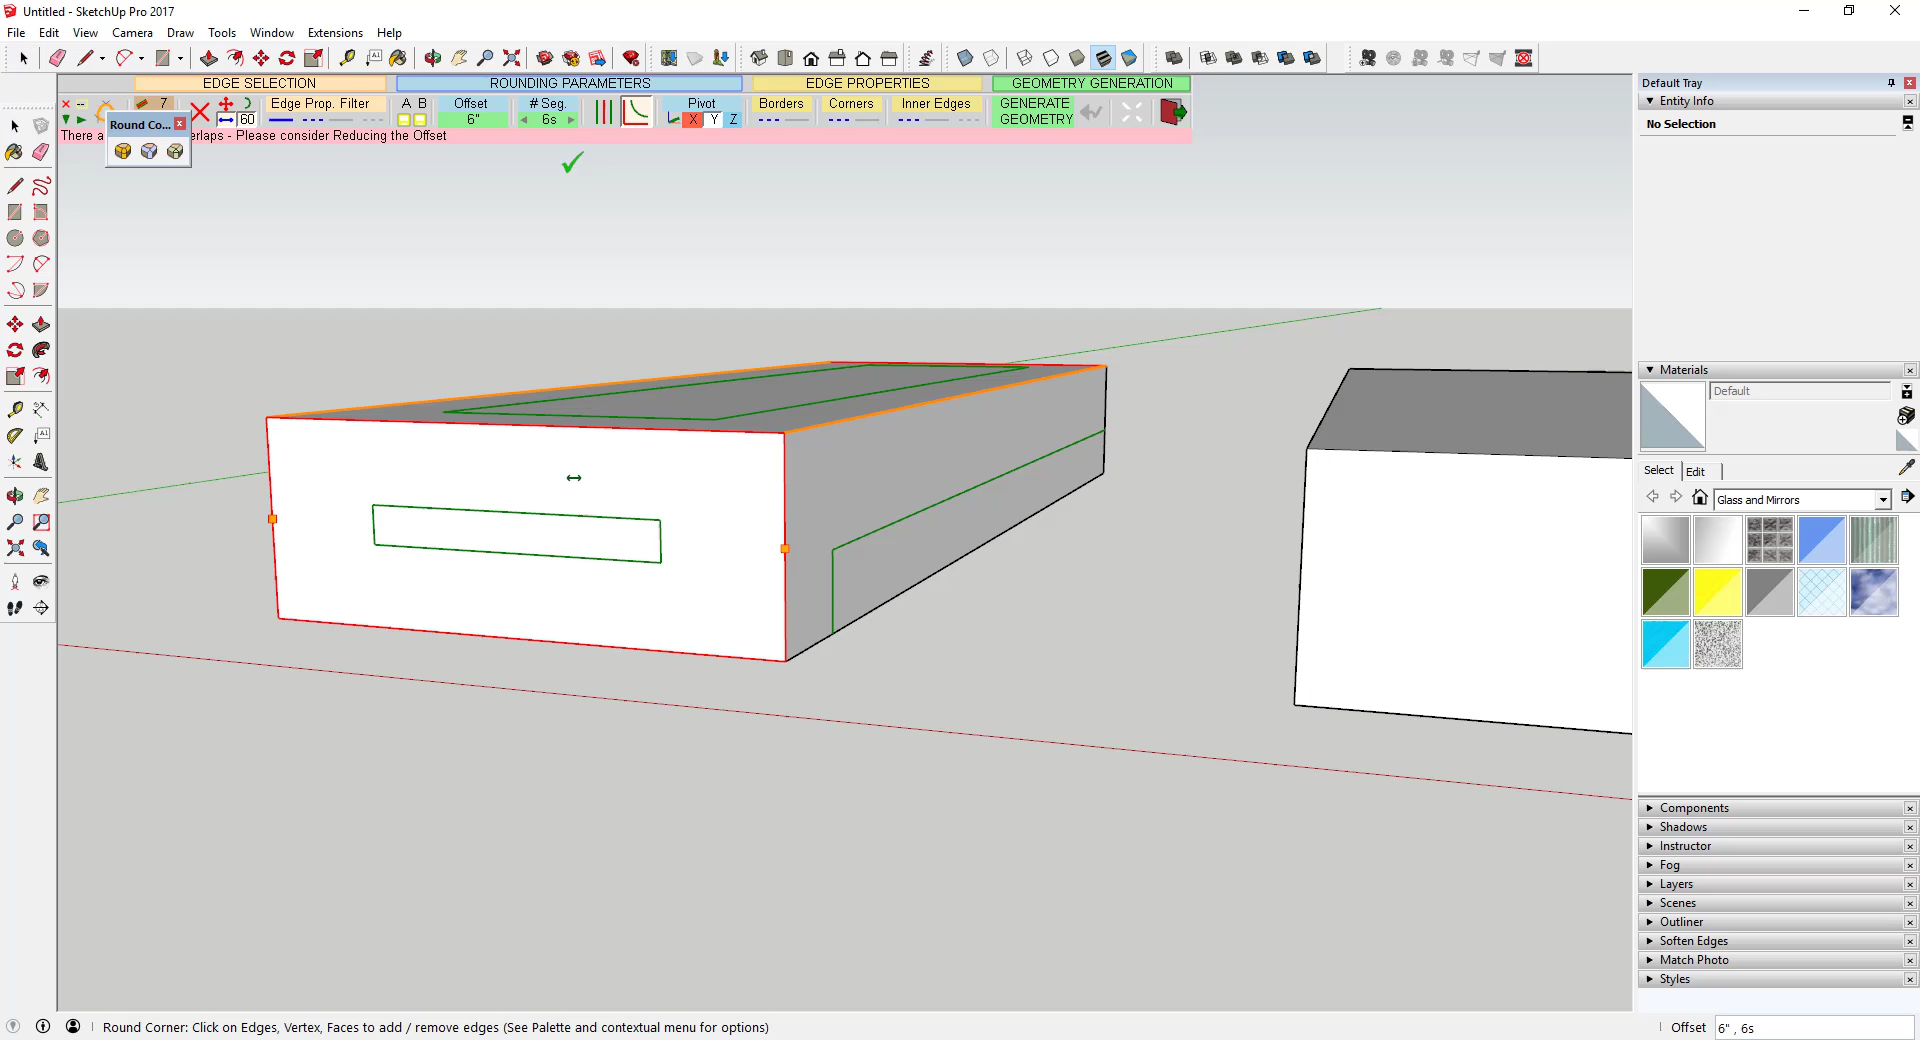 Untitled - SketchUp Pro 2017
File Edit View Camera Draw Tools Window Extensions Help
EDGE SELECTION ROUNDING PARAMETERS EDGE PROPERTIES GEOMETRY GENERATION
7 Edge Prop. Filter A B Offset # Seg. Pivot Borders Corners Inner Edges GENERATE
60 6" 6s X Y Z GEOMETRY
Round Co...
There a erlaps - Please consider Reducing the Offset
Default Tray
Entity Info
No Selection
Materials
Default
Select Edit
Glass and Mirrors
Components
Shadows
Instructor
Fog
Layers
Scenes
Outliner
Soften Edges
Match Photo
Styles
Round Corner: Click on Edges, Vertex, Faces to add / remove edges (See Palette and contextual menu for options)
Offset 6" , 6s